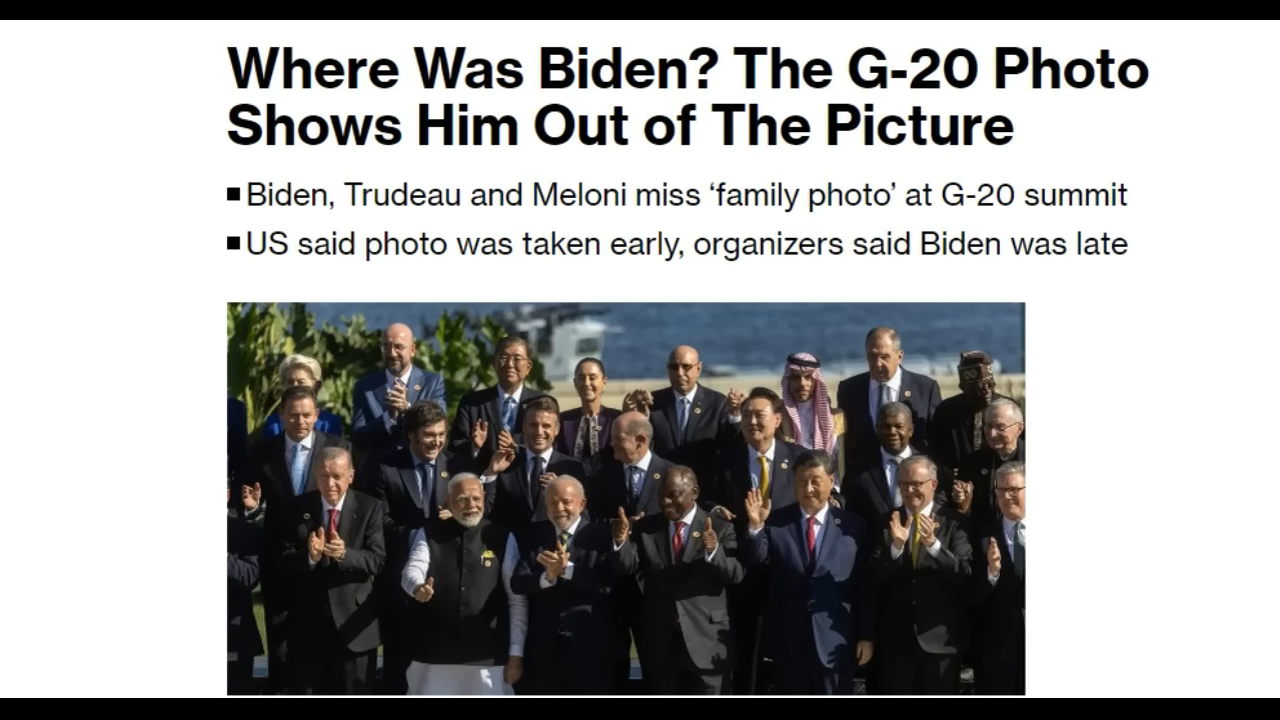 Where Was Biden? The G-20 Photo
Shows Him Out of The Picture
■ Biden, Trudeau and Meloni miss ‘family photo’ at G-20 summit
■ US said photo was taken early, organizers said Biden was late